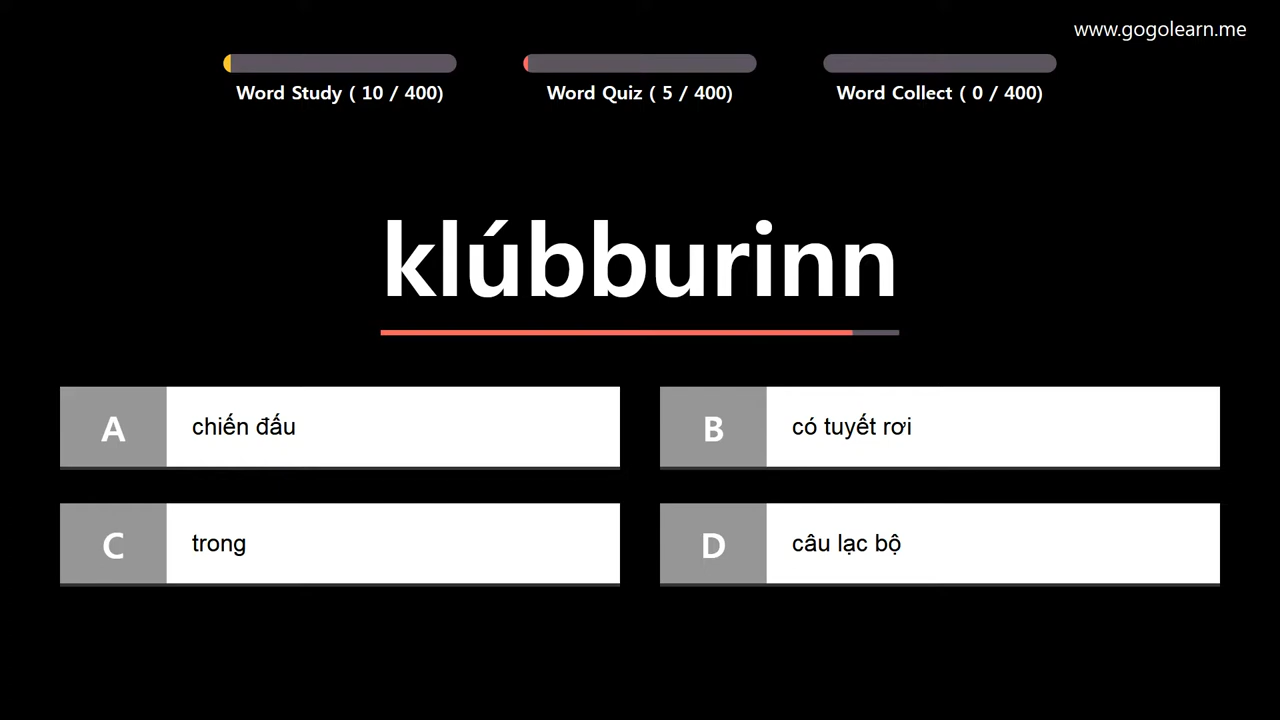 www.gogolearn.me
Word Study ( 10 / 400)
Word Quiz ( 5 / 400)
Word Collect ( 0 / 400)
klúbburinn
A chiến đấu
B có tuyết rơi
C trong
D câu lạc bộ